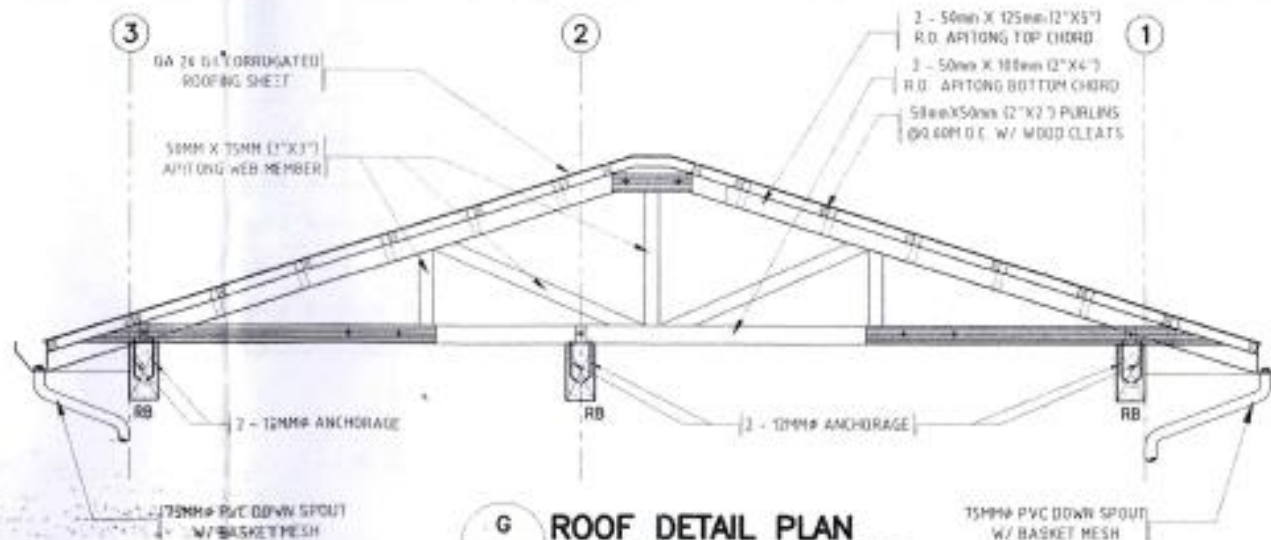 3
2
1
GA 26 G.I. CORRUGATED
ROOFING SHEET
50MM X 75MM (2"X3")
APITONG WEB MEMBER
2 - 50mm X 125mm (2"X5")
R.O. APITONG TOP CHORD
2 - 50mm X 100mm (2"X4")
R.O. APITONG BOTTOM CHORD
50mmX50mm (2"X2") PURLINS
@0.60M O.C. W/ WOOD CLEATS
RB
RB
RB
2 - 12MMØ ANCHORAGE
2 - 12MMØ ANCHORAGE
75MMØ PVC DOWN SPOUT
W/ BASKET MESH
G
ROOF DETAIL PLAN
75MMØ PVC DOWN SPOUT
W/ BASKET MESH